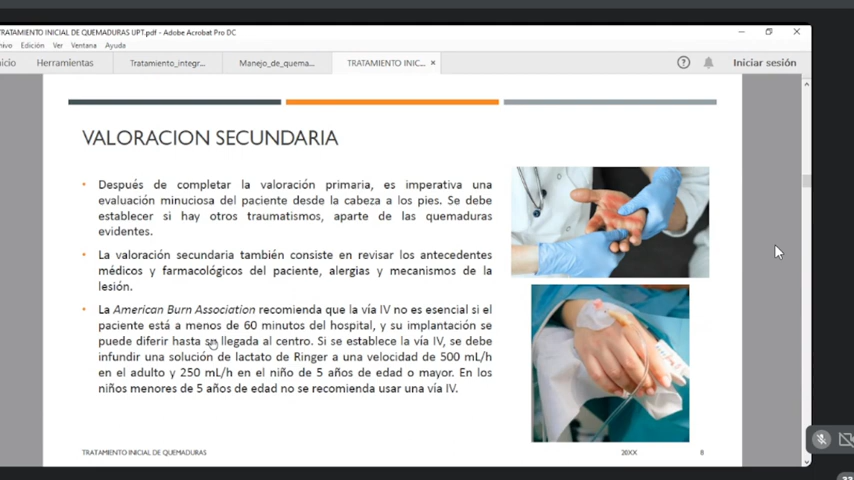 TRATAMIENTO INICIAL DE QUEMADURAS UPT.pdf - Adobe Acrobat Pro DC
Edición Ver Ventana Ayuda
Herramientas Tratamiento_integr... Manejo_de_quema... TRATAMIENTO INIC... × Iniciar sesión
VALORACION SECUNDARIA
• Después de completar la valoración primaria, es imperativa una
evaluación minuciosa del paciente desde la cabeza a los pies. Se debe
establecer si hay otros traumatismos, aparte de las quemaduras
evidentes.
• La valoración secundaria también consiste en revisar los antecedentes
médicos y farmacológicos del paciente, alergias y mecanismos de la
lesión.
• La American Burn Association recomienda que la vía IV no es esencial si el
paciente está a menos de 60 minutos del hospital, y su implantación se
puede diferir hasta su llegada al centro. Si se establece la vía IV, se debe
infundir una solución de lactato de Ringer a una velocidad de 500 mL/h
en el adulto y 250 mL/h en el niño de 5 años de edad o mayor. En los
niños menores de 5 años de edad no se recomienda usar una vía IV.
TRATAMIENTO INICIAL DE QUEMADURAS 20XX 8